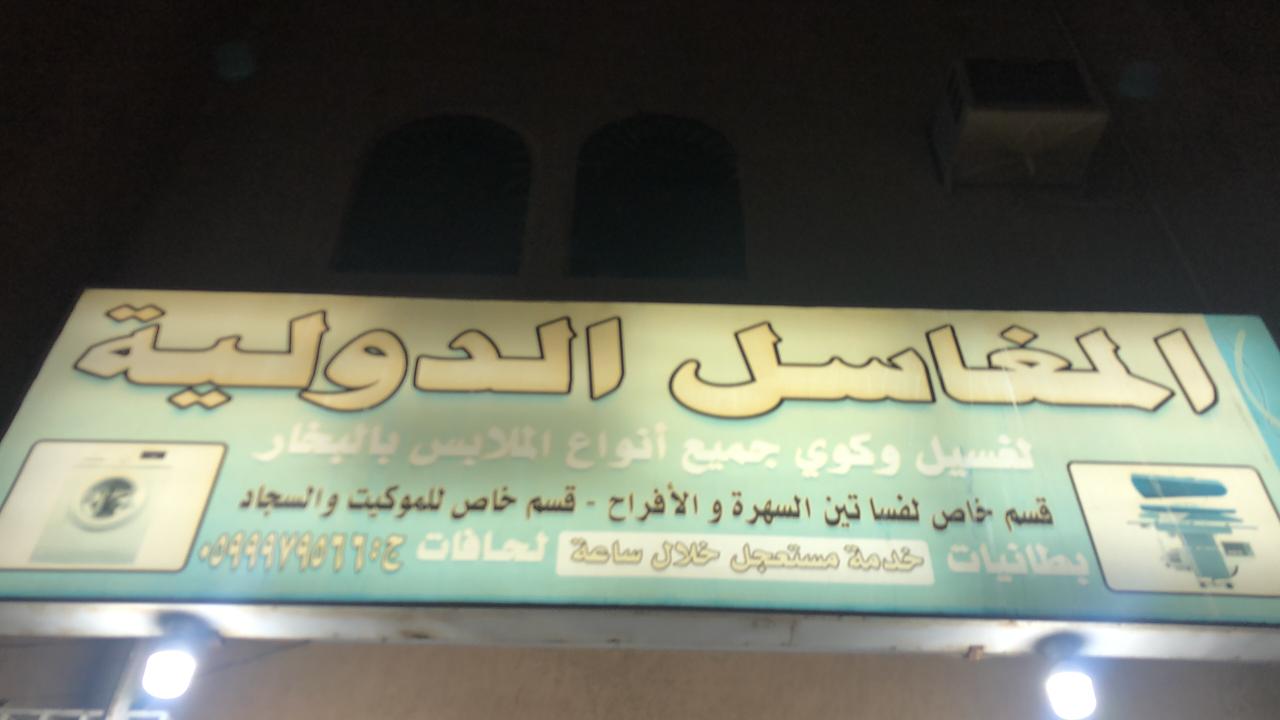 المغاسل الدولية
لغسيل وكوي جميع أنواع الملابس بالبخار
قسم خاص لفساتين السهرة و الأفراح - قسم خاص للموكيت والسجاد
بطانيات خدمة مستعجل خلال ساعة لحافات ج:٠٥٩٩٩٧٩٥٦٦